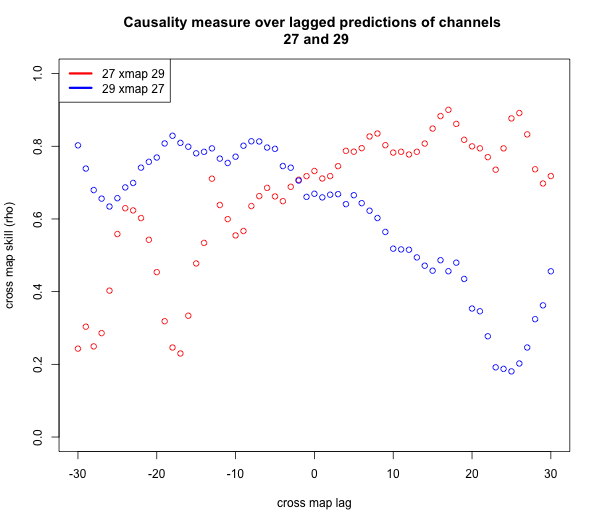 Causality measure over lagged predictions of channels
27 and 29
27 xmap 29
29 xmap 27
cross map skill (rho)
1.0
0.8
0.6
0.4
0.2
0.0
-30
-20
-10
0
10
20
30
cross map lag